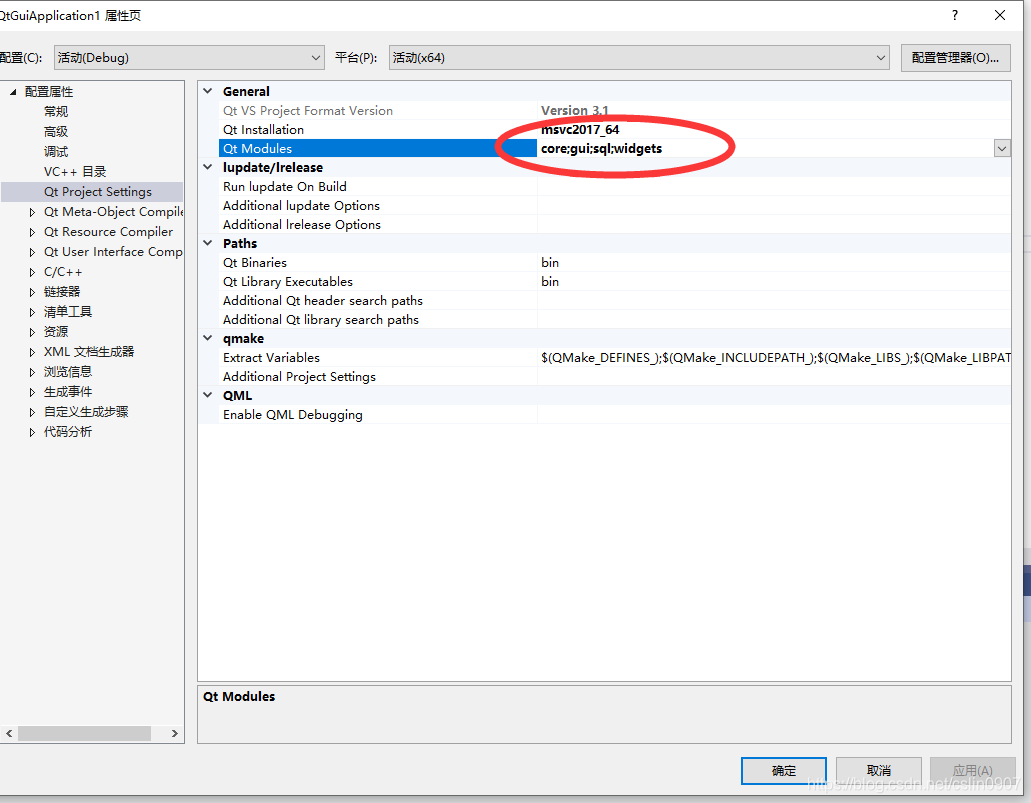 QtGuiApplication1 属性页
?
配置(C):
活动(Debug)
平台(P):
活动(x64)
配置管理器(O)...
配置属性
常规
高级
调试
VC++ 目录
Qt Project Settings
Qt Meta-Object Compile
Qt Resource Compiler
Qt User Interface Comp
C/C++
链接器
清单工具
资源
XML 文档生成器
浏览信息
生成事件
自定义生成步骤
代码分析
General
Qt VS Project Format Version Version 3.1
Qt Installation msvc2017_64
Qt Modules core;gui;sql;widgets
lupdate/lrelease
Run lupdate On Build
Additional lupdate Options
Additional lrelease Options
Paths
Qt Binaries bin
Qt Library Executables bin
Additional Qt header search paths
Additional Qt library search paths
qmake
Extract Variables $(QMake_DEFINES_);$(QMake_INCLUDEPATH_);$(QMake_LIBS_);$(QMake_LIBPAT
Additional Project Settings
QML
Enable QML Debugging
Qt Modules
确定
取消
应用(A)
https://blog.csdn.net/cslin0907